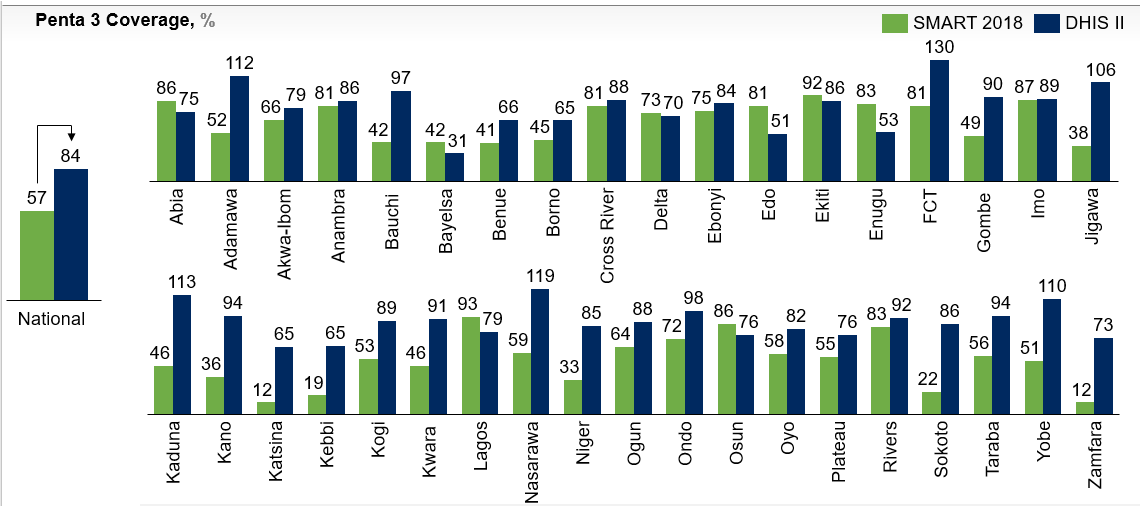 Penta 3 Coverage, %
SMART 2018 DHIS II
57 84
National
86 75 52 112 66 79 81 86 42 97 42 31 41 66 45 65 81 88 73 70 75 84 81 51 92 86 83 53 81 130 49 90 87 89 38 106
Abia Adamawa Akwa-Ibom Anambra Bauchi Bayelsa Benue Borno Cross River Delta Ebonyi Edo Ekiti Enugu FCT Gombe Imo Jigawa
46 113 36 94 12 65 19 65 53 89 46 91 93 79 59 119 33 85 64 88 72 98 86 76 58 82 55 76 83 92 22 86 56 94 51 110 12 73
Kaduna Kano Katsina Kebbi Kogi Kwara Lagos Nasarawa Niger Ogun Ondo Osun Oyo Plateau Rivers Sokoto Taraba Yobe Zamfara